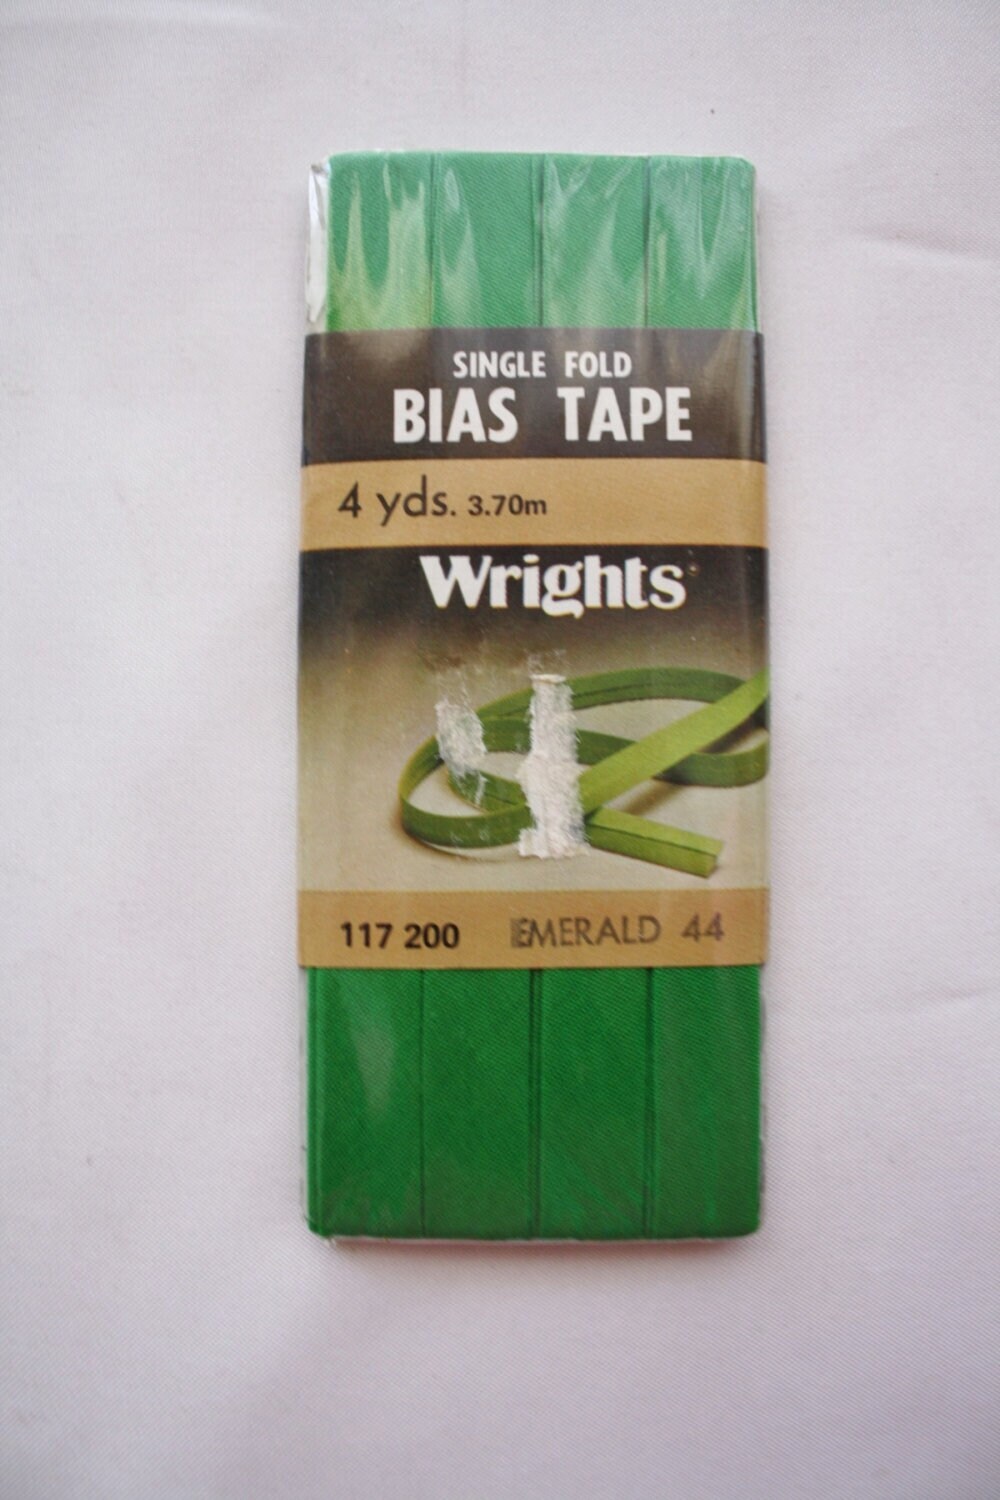 SINGLE FOLD
BIAS TAPE
4 yds. 3.70m
Wrights®
117 200 EMERALD 44